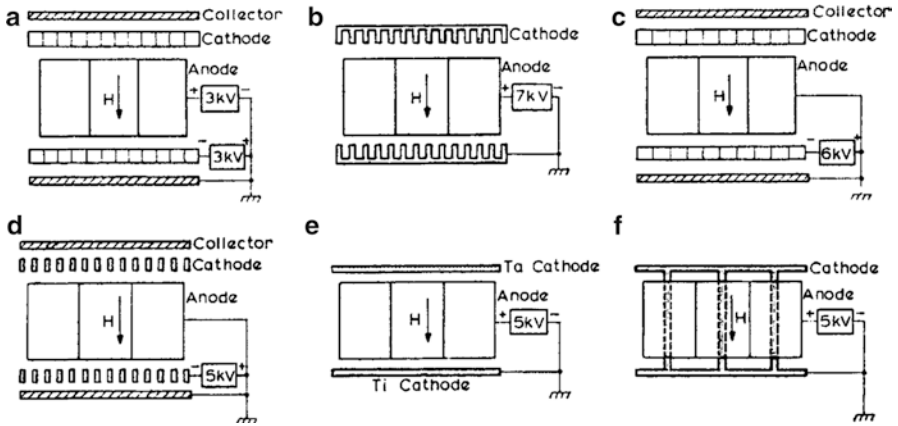 a
Collector
Cathode
Anode
H
+ 3kV -
- 3kV +
b
Cathode
Anode
H
+ 7kV -
c
Collector
Cathode
Anode
H
- 6kV +
d
Collector
Cathode
Anode
H
- 5kV +
e
Ta Cathode
Anode
H
+ 5kV -
Ti Cathode
f
Cathode
Anode
H
+ 5kV -